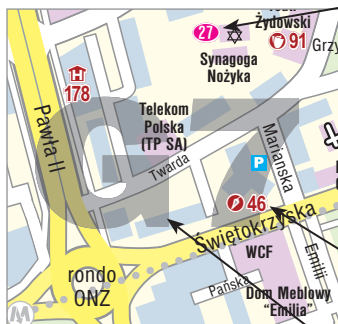 27
Żydowski
91
Grzy
Synagoga
Nożyka
178
Telekom
Polska
(TP SA)
Pawła II
Twarda
Mariańska
P
46
Świętokrzyska
WCF
rondo
ONZ
Emilii
Pańska
Dom Meblowy
"Emilia"
M